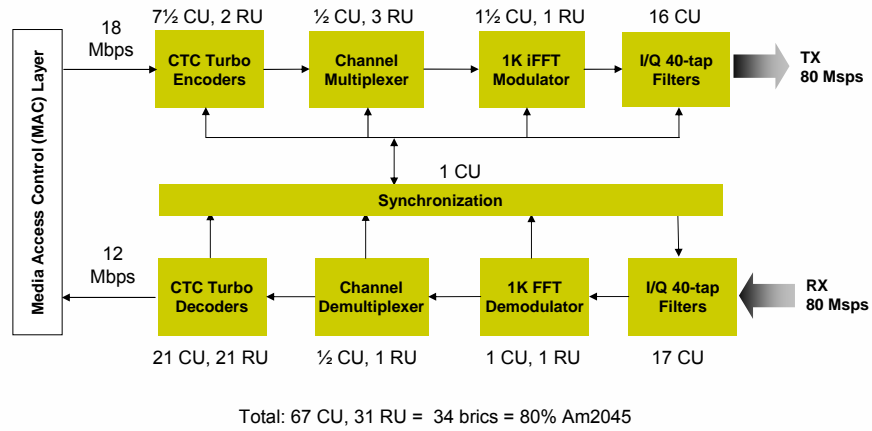 7½ CU, 2 RU
½ CU, 3 RU
1½ CU, 1 RU
16 CU
18
Mbps
CTC Turbo
Encoders
Channel
Multiplexer
1K iFFT
Modulator
I/Q 40-tap
Filters
TX
80 Msps
Media Access Control (MAC) Layer
1 CU
Synchronization
12
Mbps
CTC Turbo
Decoders
Channel
Demultiplexer
1K FFT
Demodulator
I/Q 40-tap
Filters
RX
80 Msps
21 CU, 21 RU
½ CU, 1 RU
1 CU, 1 RU
17 CU
Total: 67 CU, 31 RU = 34 brics = 80% Am2045